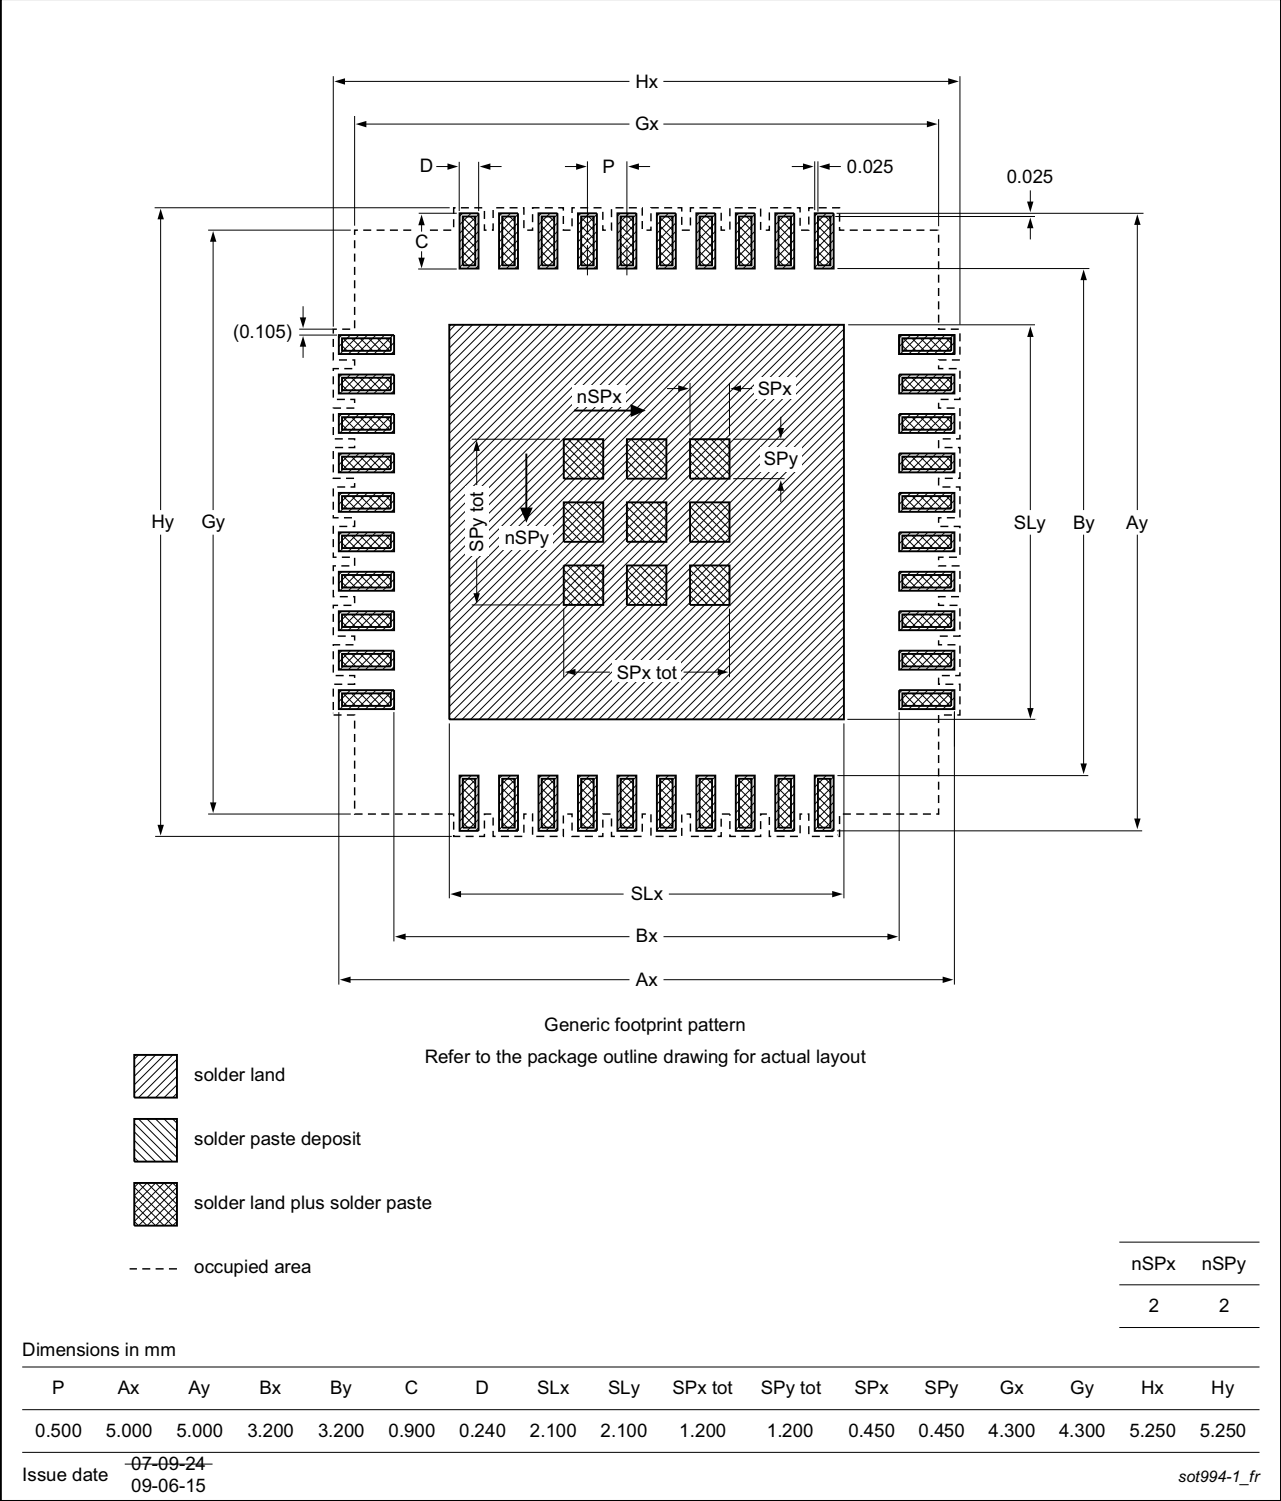 Hx
Gx
D
P
0.025
0.025
C
(0.105)
nSPx
SPx
SPy
SPy tot
nSPy
Hy
Gy
SLy
By
Ay
SPx tot
SLx
Bx
Ax
Generic footprint pattern
Refer to the package outline drawing for actual layout
solder land
solder paste deposit
solder land plus solder paste
occupied area
nSPx nSPy
2 2
Dimensions in mm
P Ax Ay Bx By C D SLx SLy SPx tot SPy tot SPx SPy Gx Gy Hx Hy
0.500 5.000 5.000 3.200 3.200 0.900 0.240 2.100 2.100 1.200 1.200 0.450 0.450 4.300 4.300 5.250 5.250
Issue date 07-09-24
09-06-15
sot994-1_fr